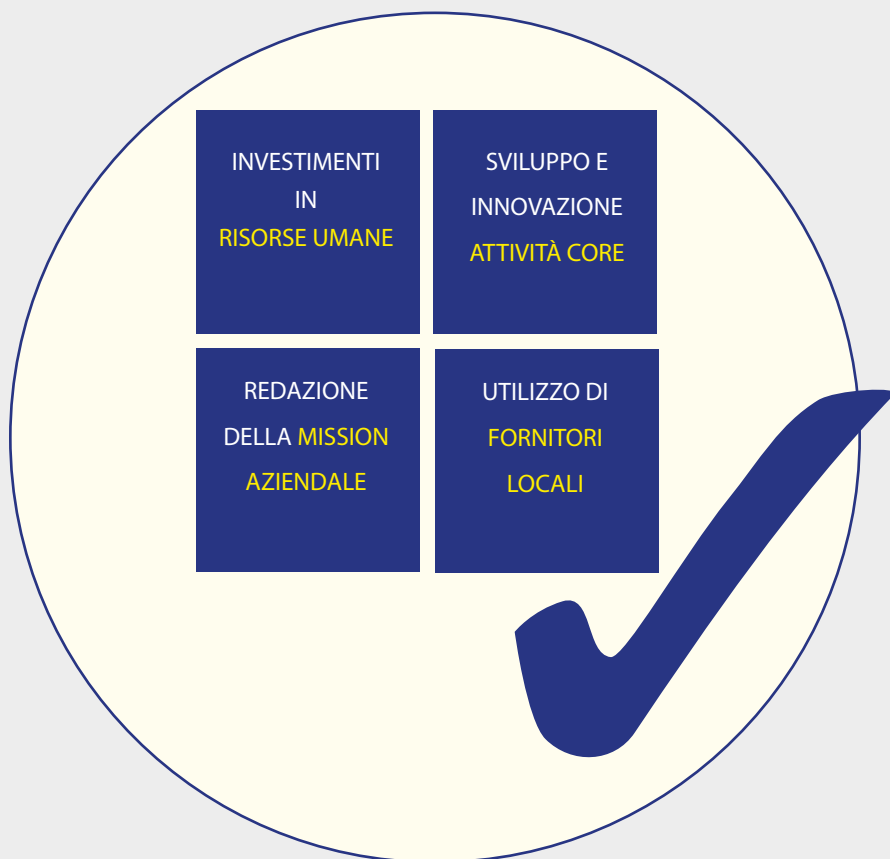 INVESTIMENTI
IN
RISORSE UMANE
SVILUPPO E
INNOVAZIONE
ATTIVITÀ CORE
REDAZIONE
DELLA MISSION
AZIENDALE
UTILIZZO DI
FORNITORI
LOCALI